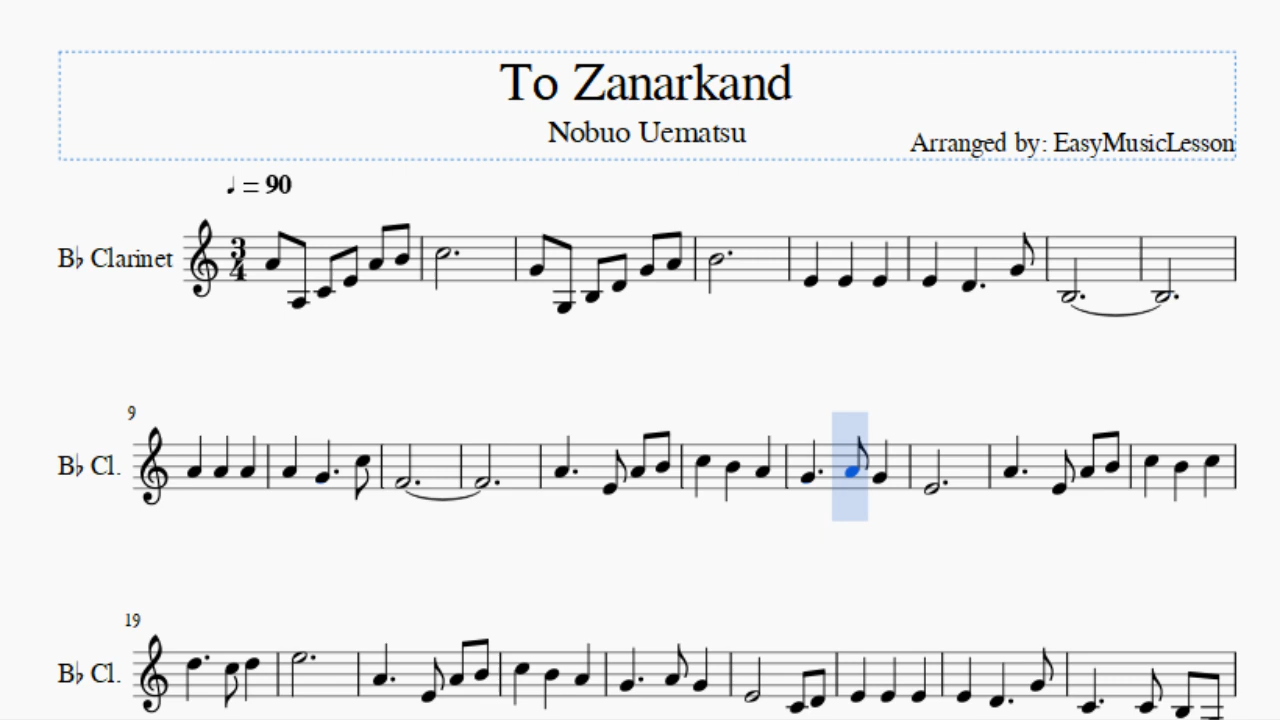 To Zanarkand
Nobuo Uematsu
Arranged by: EasyMusicLesson
♩ = 90
B♭ Clarinet
3
4
9
B♭ Cl.
19
B♭ Cl.